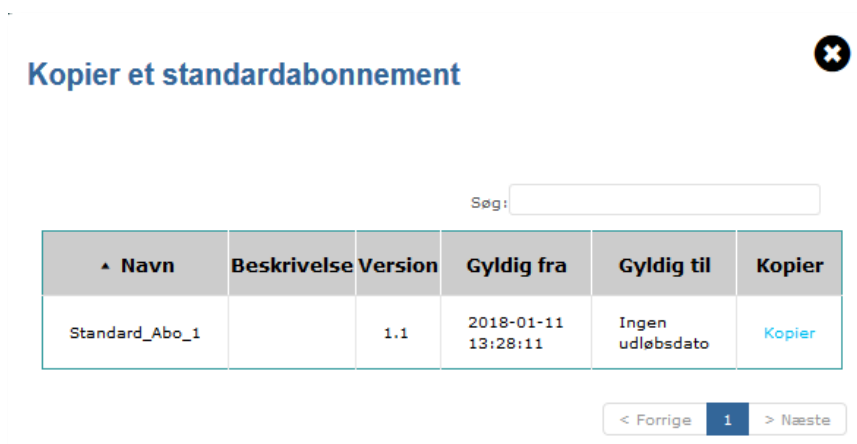 Kopier et standardabonnement
Søg:
▲ Navn Beskrivelse Version Gyldig fra Gyldig til Kopier
Standard_Abo_1 1.1 2018-01-11 13:28:11 Ingen udløbsdato Kopier
< Forrige 1 > Næste